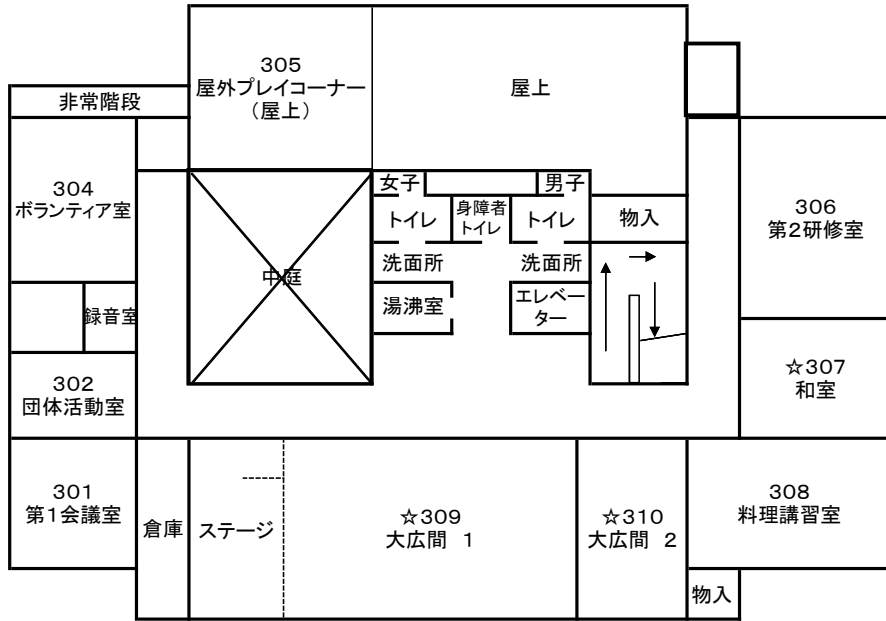 305
屋外プレイコーナー
（屋上）
屋上
非常階段
304
ボランティア室
女子
トイレ
身障者
トイレ
男子
トイレ
物入
306
第2研修室
中庭
洗面所
洗面所
湯沸室
エレベー
ター
録音室
302
団体活動室
☆307
和室
301
第1会議室
倉庫
ステージ
☆309
大広間 1
☆310
大広間 2
308
料理講習室
物入